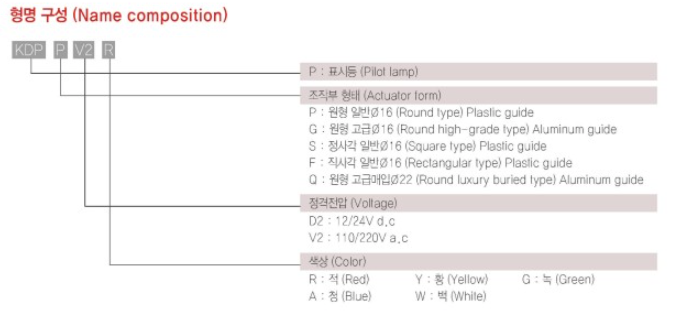 형명 구성 (Name composition)
KDP P V2 R
P : 표시등 (Pilot lamp)
조작부 형태 (Actuator form)
P : 원형 일반Ø16 (Round type) Plastic guide
G : 원형 고급Ø16 (Round high-grade type) Aluminum guide
S : 정사각 일반Ø16 (Square type) Plastic guide
F : 직사각 일반Ø16 (Rectangular type) Plastic guide
Q : 원형 고급매입Ø22 (Round luxury buried type) Aluminum guide
정격전압 (Voltage)
D2 : 12/24V d.c
V2 : 110/220V a.c
색상 (Color)
R : 적 (Red) Y : 황 (Yellow) G : 녹 (Green)
A : 청 (Blue) W : 백 (White)